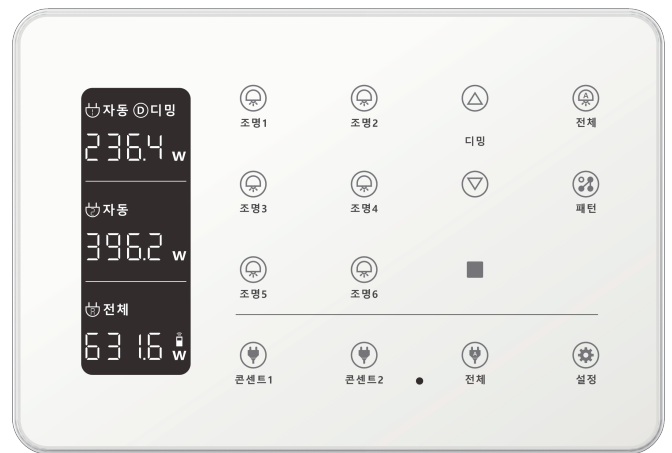 자동 Ⓓ디밍
236.4 w
자동
396.2 w
전체
631.6 w
조명1 조명2 전체
디밍
조명3 조명4 패턴
조명5 조명6
콘센트1 콘센트2 전체 설정